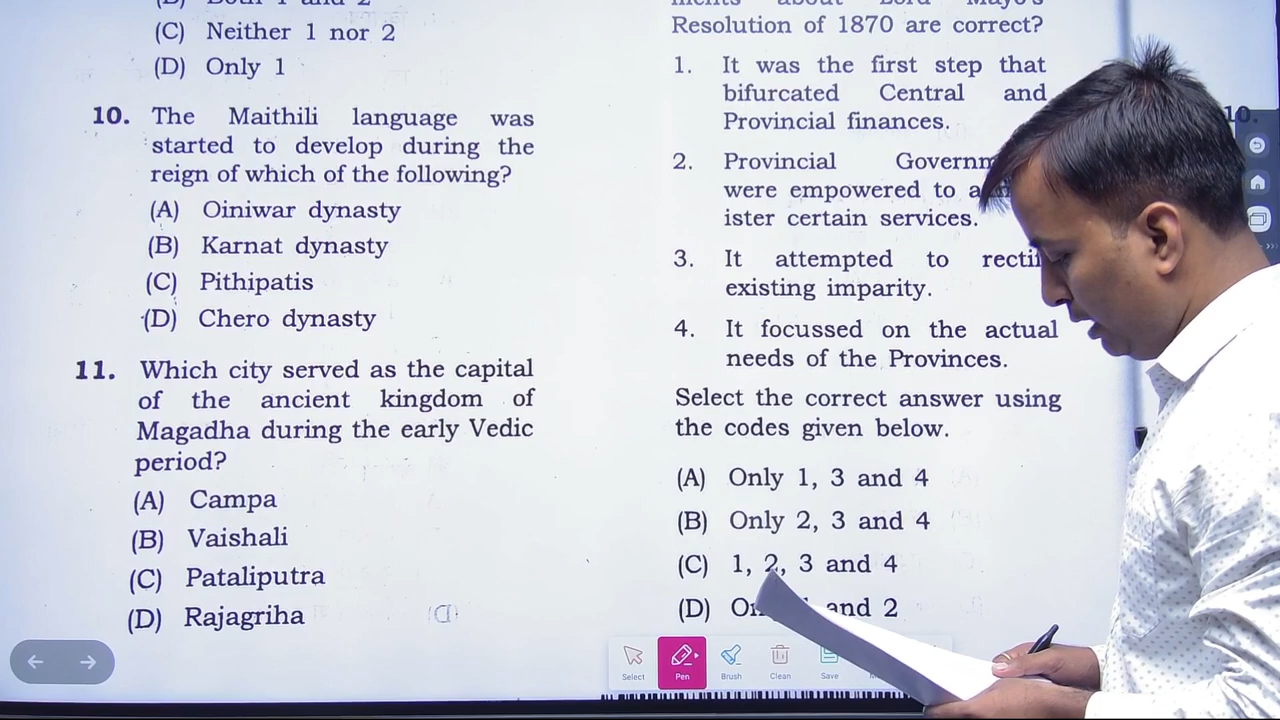 (C) Neither 1 nor 2
(D) Only 1
10. The Maithili language was
started to develop during the
reign of which of the following?
(A) Oiniwar dynasty
(B) Karnat dynasty
(C) Pithipatis
(D) Chero dynasty
11. Which city served as the capital
of the ancient kingdom of
Magadha during the early Vedic
period?
(A) Campa
(B) Vaishali
(C) Pataliputra
(D) Rajagriha
Resolution of 1870 are correct?
1. It was the first step that
bifurcated Central and
Provincial finances.
2. Provincial
were empowered to
ister certain services.
3. It attempted to
existing imparity.
4. It focussed on the actual
needs of the Provinces.
Select the correct answer using
the codes given below.
(A) Only 1, 3 and 4
(B) Only 2, 3 and 4
(C) 1, 2, 3 and 4
(D) and 2
10.
Select Pen Brush Clean Save